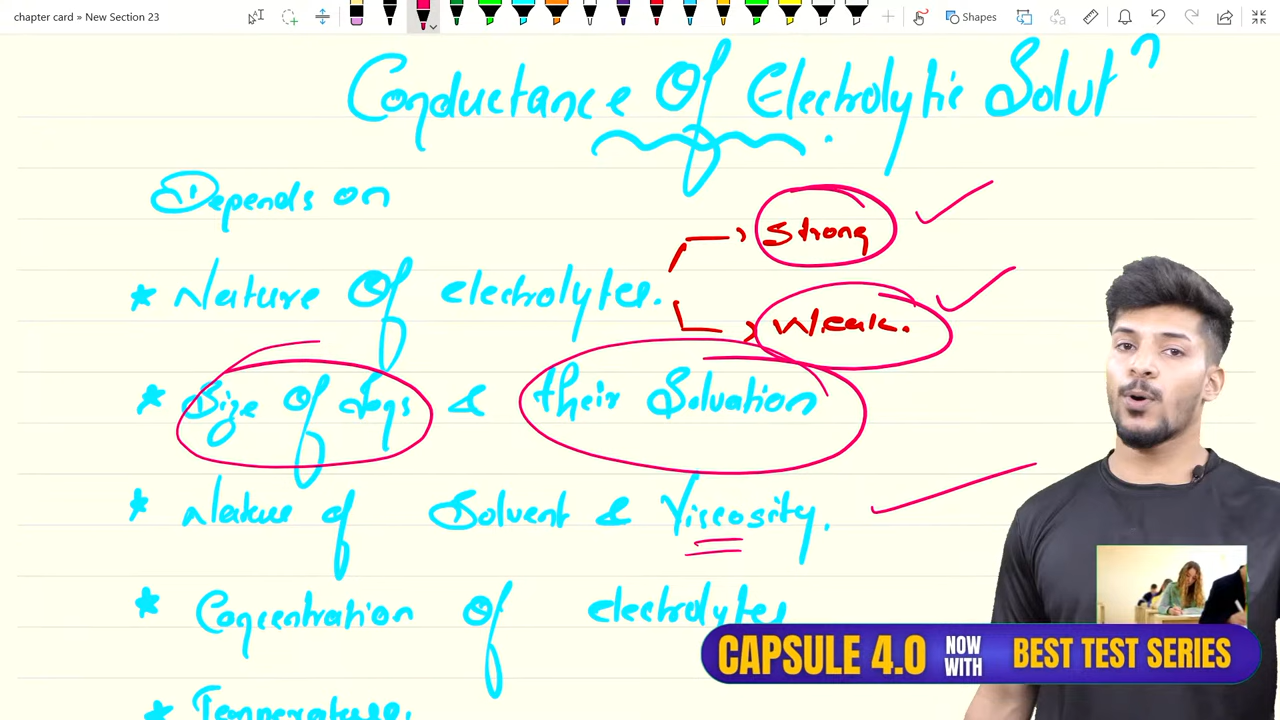 chapter card » New Section 23
Shapes
Conductance Of Electrolytic Solutⁿ
Depends on
Strong
* Nature Of electrolytes.
Weak.
* Size Of Ions & their Solvation
* Nature of Solvent & Viscosity.
* Concentration Of electrolytes
* Temperature.
CAPSULE 4.0 NOW WITH BEST TEST SERIES